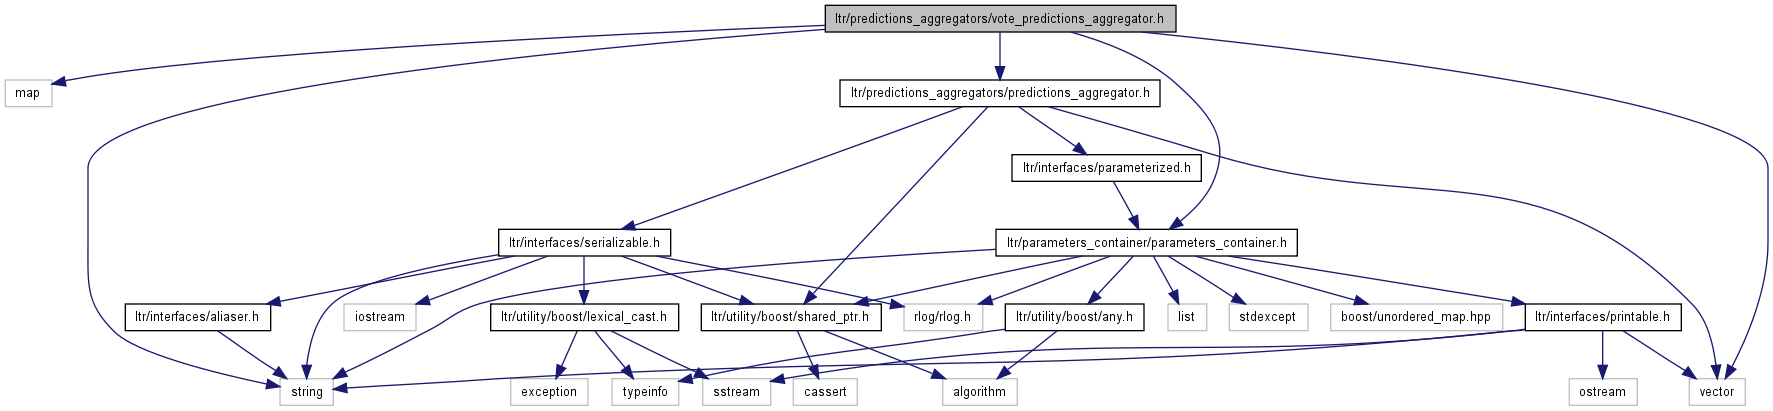 ltr/predictions_aggregators/vote_predictions_aggregator.h
map
ltr/predictions_aggregators/predictions_aggregator.h
ltr/interfaces/parameterized.h
ltr/interfaces/serializable.h
ltr/parameters_container/parameters_container.h
ltr/interfaces/aliaser.h
iostream
ltr/utility/boost/lexical_cast.h
ltr/utility/boost/shared_ptr.h
rlog/rlog.h
ltr/utility/boost/any.h
list
stdexcept
boost/unordered_map.hpp
ltr/interfaces/printable.h
string
exception
typeinfo
sstream
cassert
algorithm
ostream
vector